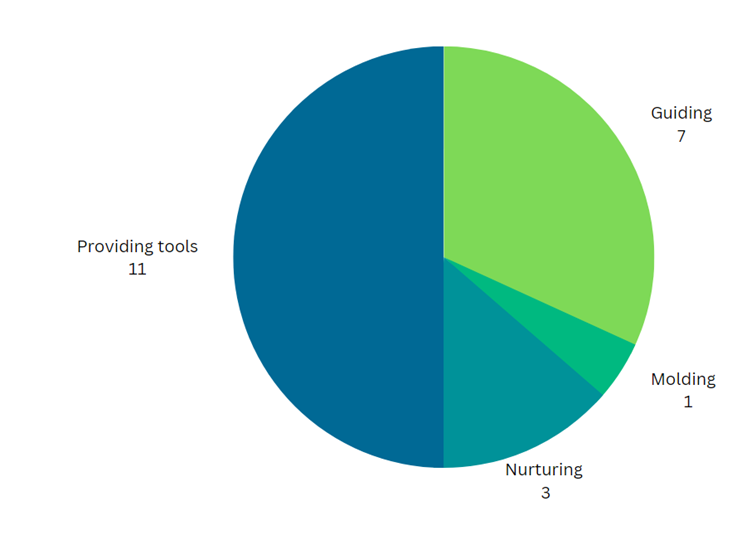 Guiding
7
Providing tools
11
Molding
1
Nurturing
3